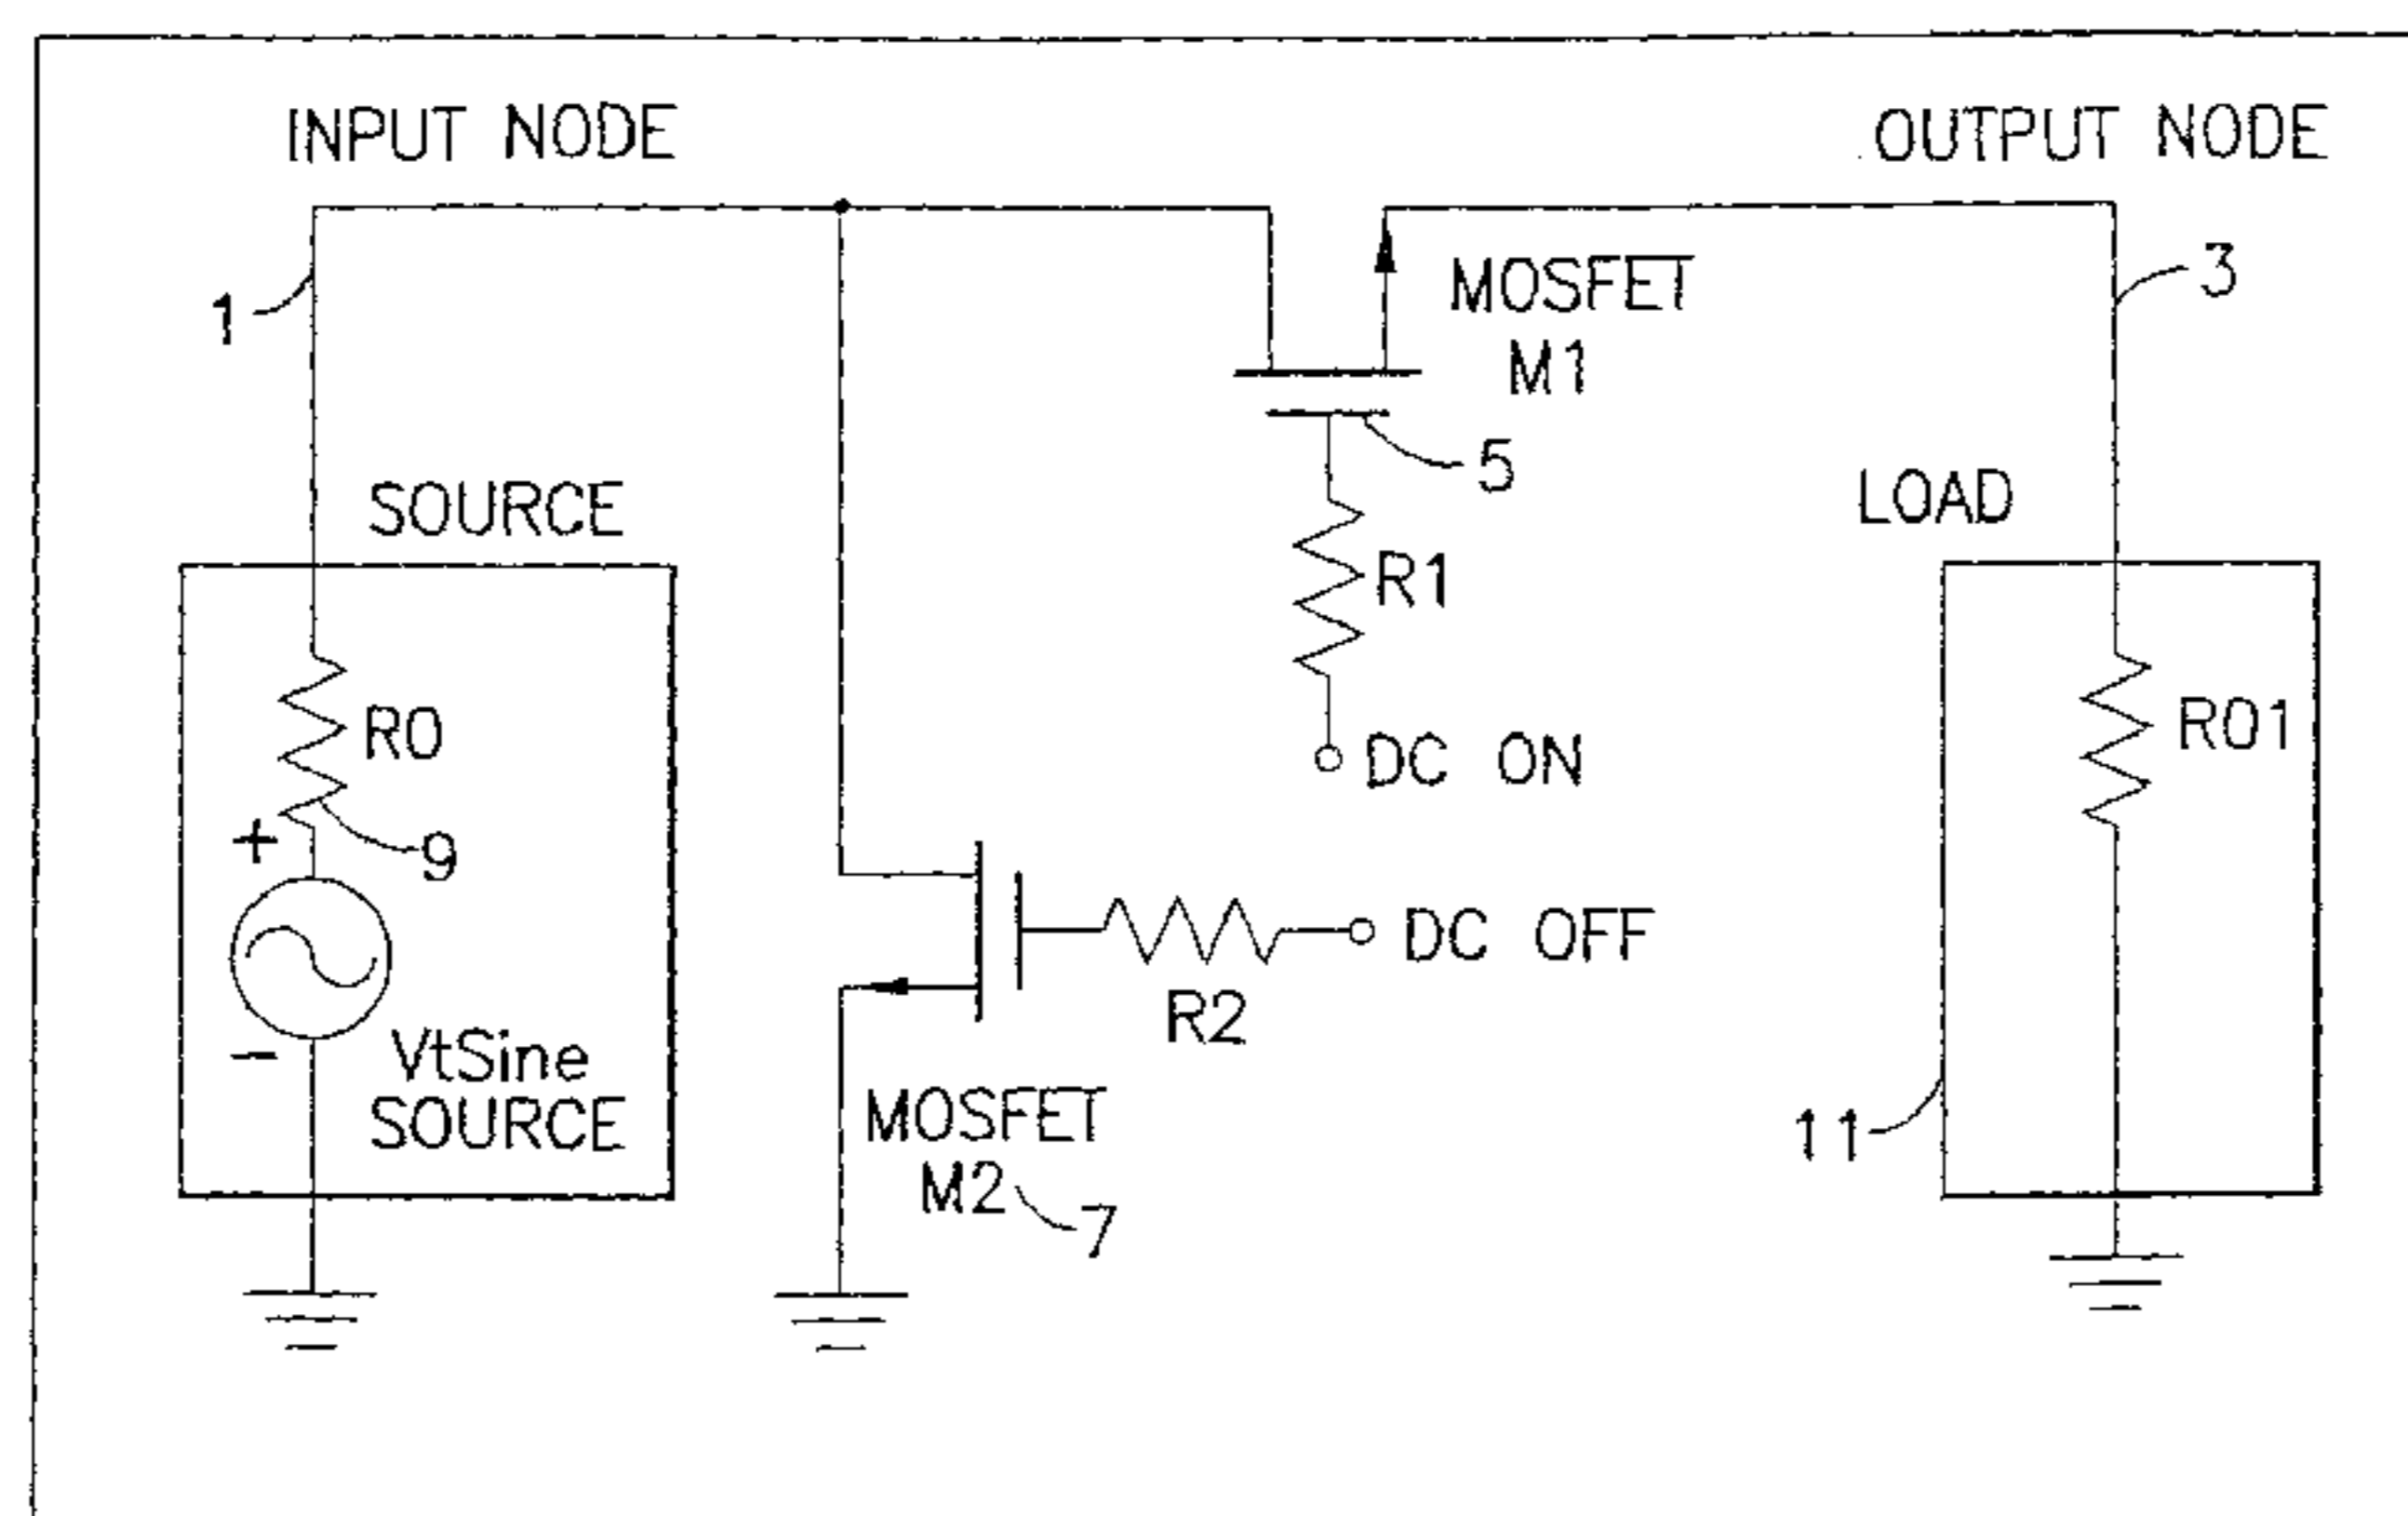 INPUT NODE
OUTPUT NODE
1
3
MOSFET
M1
5
SOURCE
LOAD
R1
R0
R01
DC ON
+
9
DC OFF
R2
-
VtSine
SOURCE
MOSFET
M2
7
11